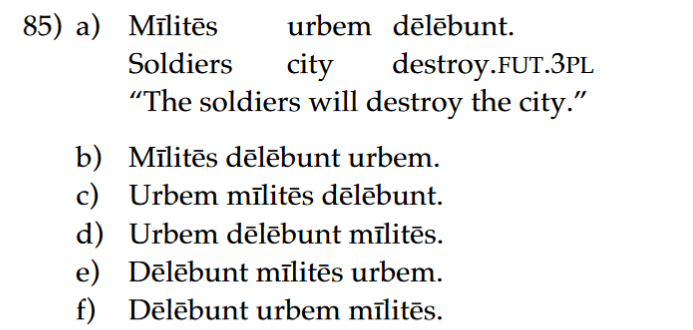 85) a) Mīlitēs urbem dēlēbunt.
Soldiers city destroy.FUT.3PL
“The soldiers will destroy the city.”
b) Mīlitēs dēlēbunt urbem.
c) Urbem mīlitēs dēlēbunt.
d) Urbem dēlēbunt mīlitēs.
e) Dēlēbunt mīlitēs urbem.
f) Dēlēbunt urbem mīlitēs.